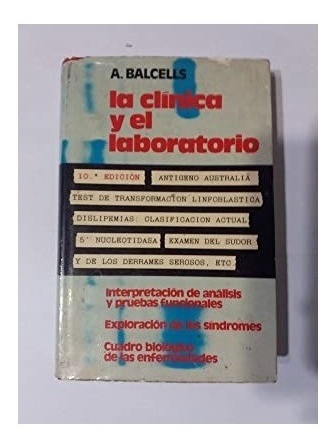 A. BALCELLS
la clínica
y el
laboratorio
10.ª EDICIÓN ANTIGENO AUSTRALIA
TEST DE TRANSFORMACION LINFOBLASTICA
DISLIPEMIAS: CLASIFICACION ACTUAL
5' NUCLEOTIDASA EXAMEN DEL SUDOR
Y DE LOS DERRAMES SEROSOS, ETC.
Interpretación de análisis
y pruebas funcionales
Exploración de los síndromes
Cuadro biológico
de las enfermedades